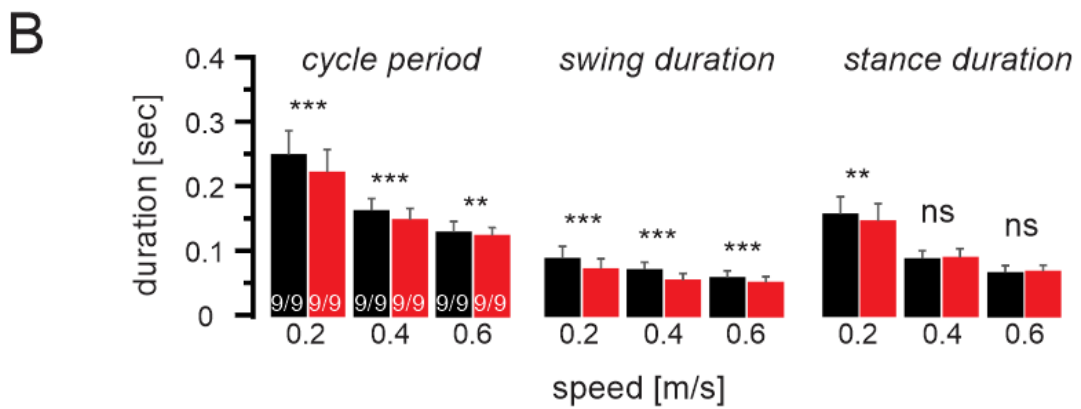 B
cycle period swing duration stance duration
duration [sec]
0.4
0.3
0.2
0.1
0
*** *** **
*** *** ***
** ns ns
9/9 9/9 9/9 9/9 9/9 9/9
0.2 0.4 0.6 0.2 0.4 0.6 0.2 0.4 0.6
speed [m/s]